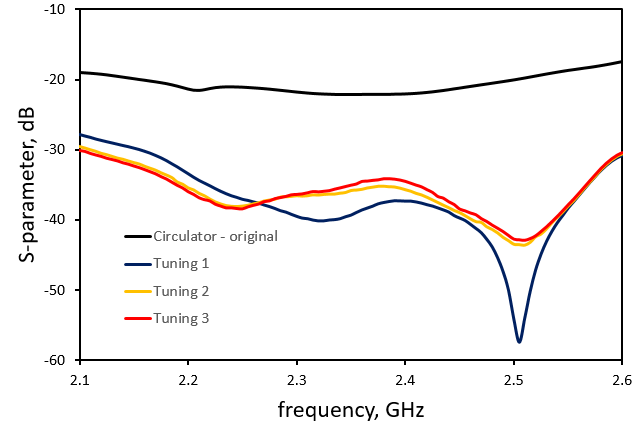 -10
-20
-30
-40
-50
-60
S-parameter, dB
Circulator - original
Tuning 1
Tuning 2
Tuning 3
2.1 2.2 2.3 2.4 2.5 2.6
frequency, GHz